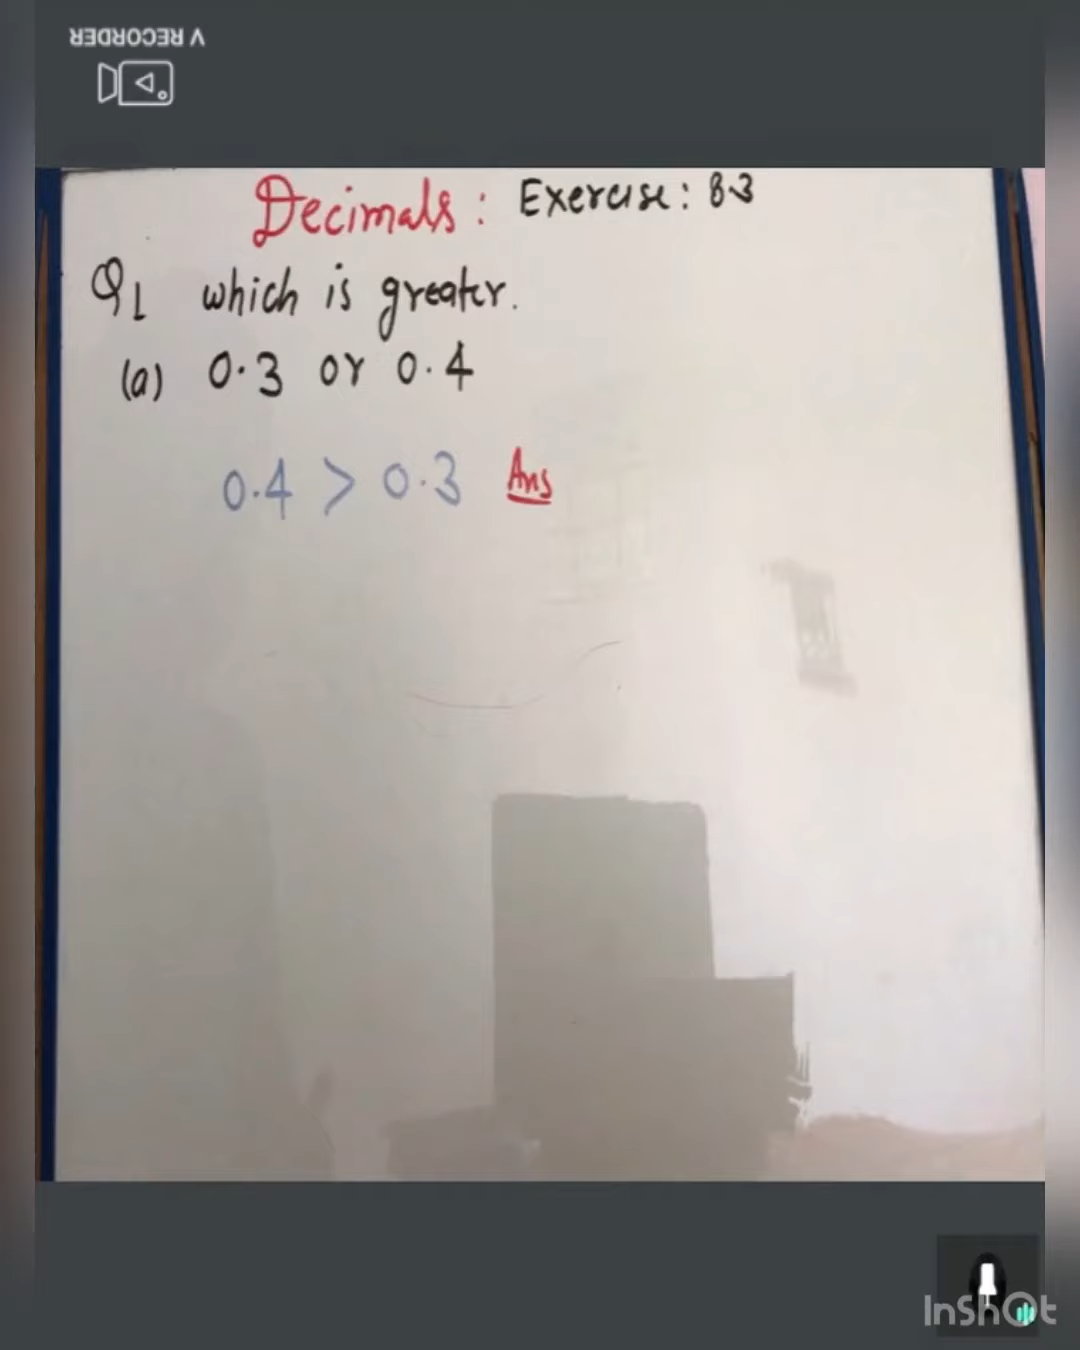 V RECORDER
Decimals: Exercise: 8.3
Q1 which is greater.
(a) 0.3 or 0.4
0.4 > 0.3 Ans
InShOt